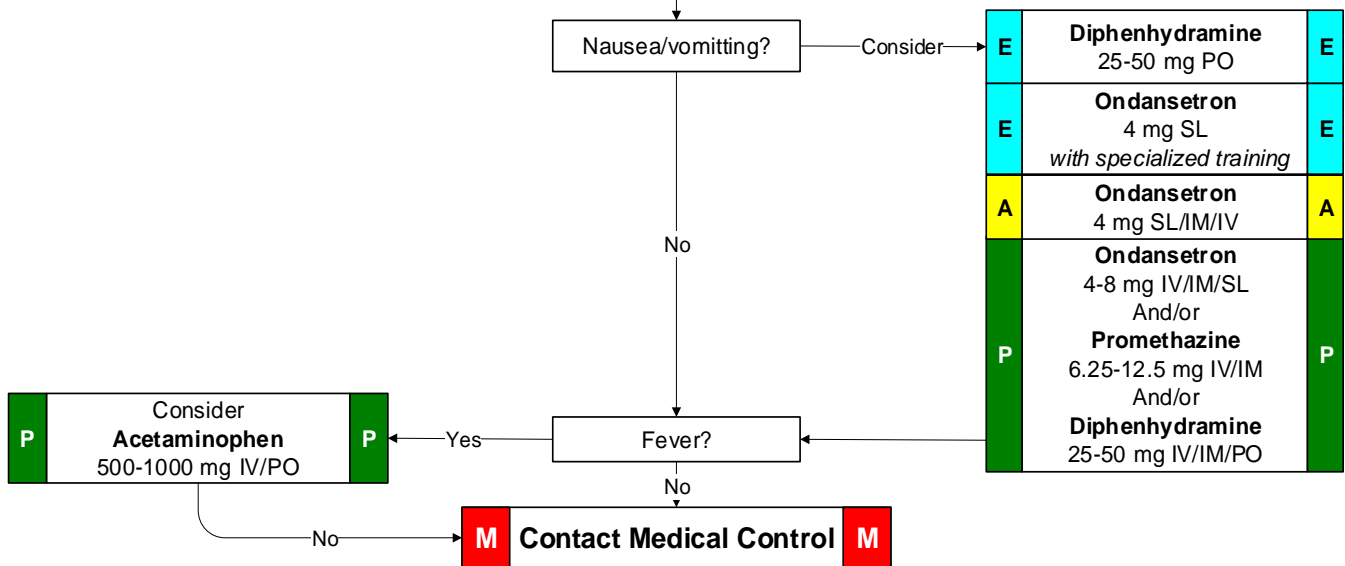 Nausea/vomitting?
Consider
E
Diphenhydramine
25-50 mg PO
E
E
Ondansetron
4 mg SL
with specialized training
E
A
Ondansetron
4 mg SL/IM/IV
A
No
P
Ondansetron
4-8 mg IV/IM/SL
And/or
Promethazine
6.25-12.5 mg IV/IM
And/or
Diphenhydramine
25-50 mg IV/IM/PO
P
Fever?
Yes
P
Consider
Acetaminophen
500-1000 mg IV/PO
P
No
No
M
Contact Medical Control
M